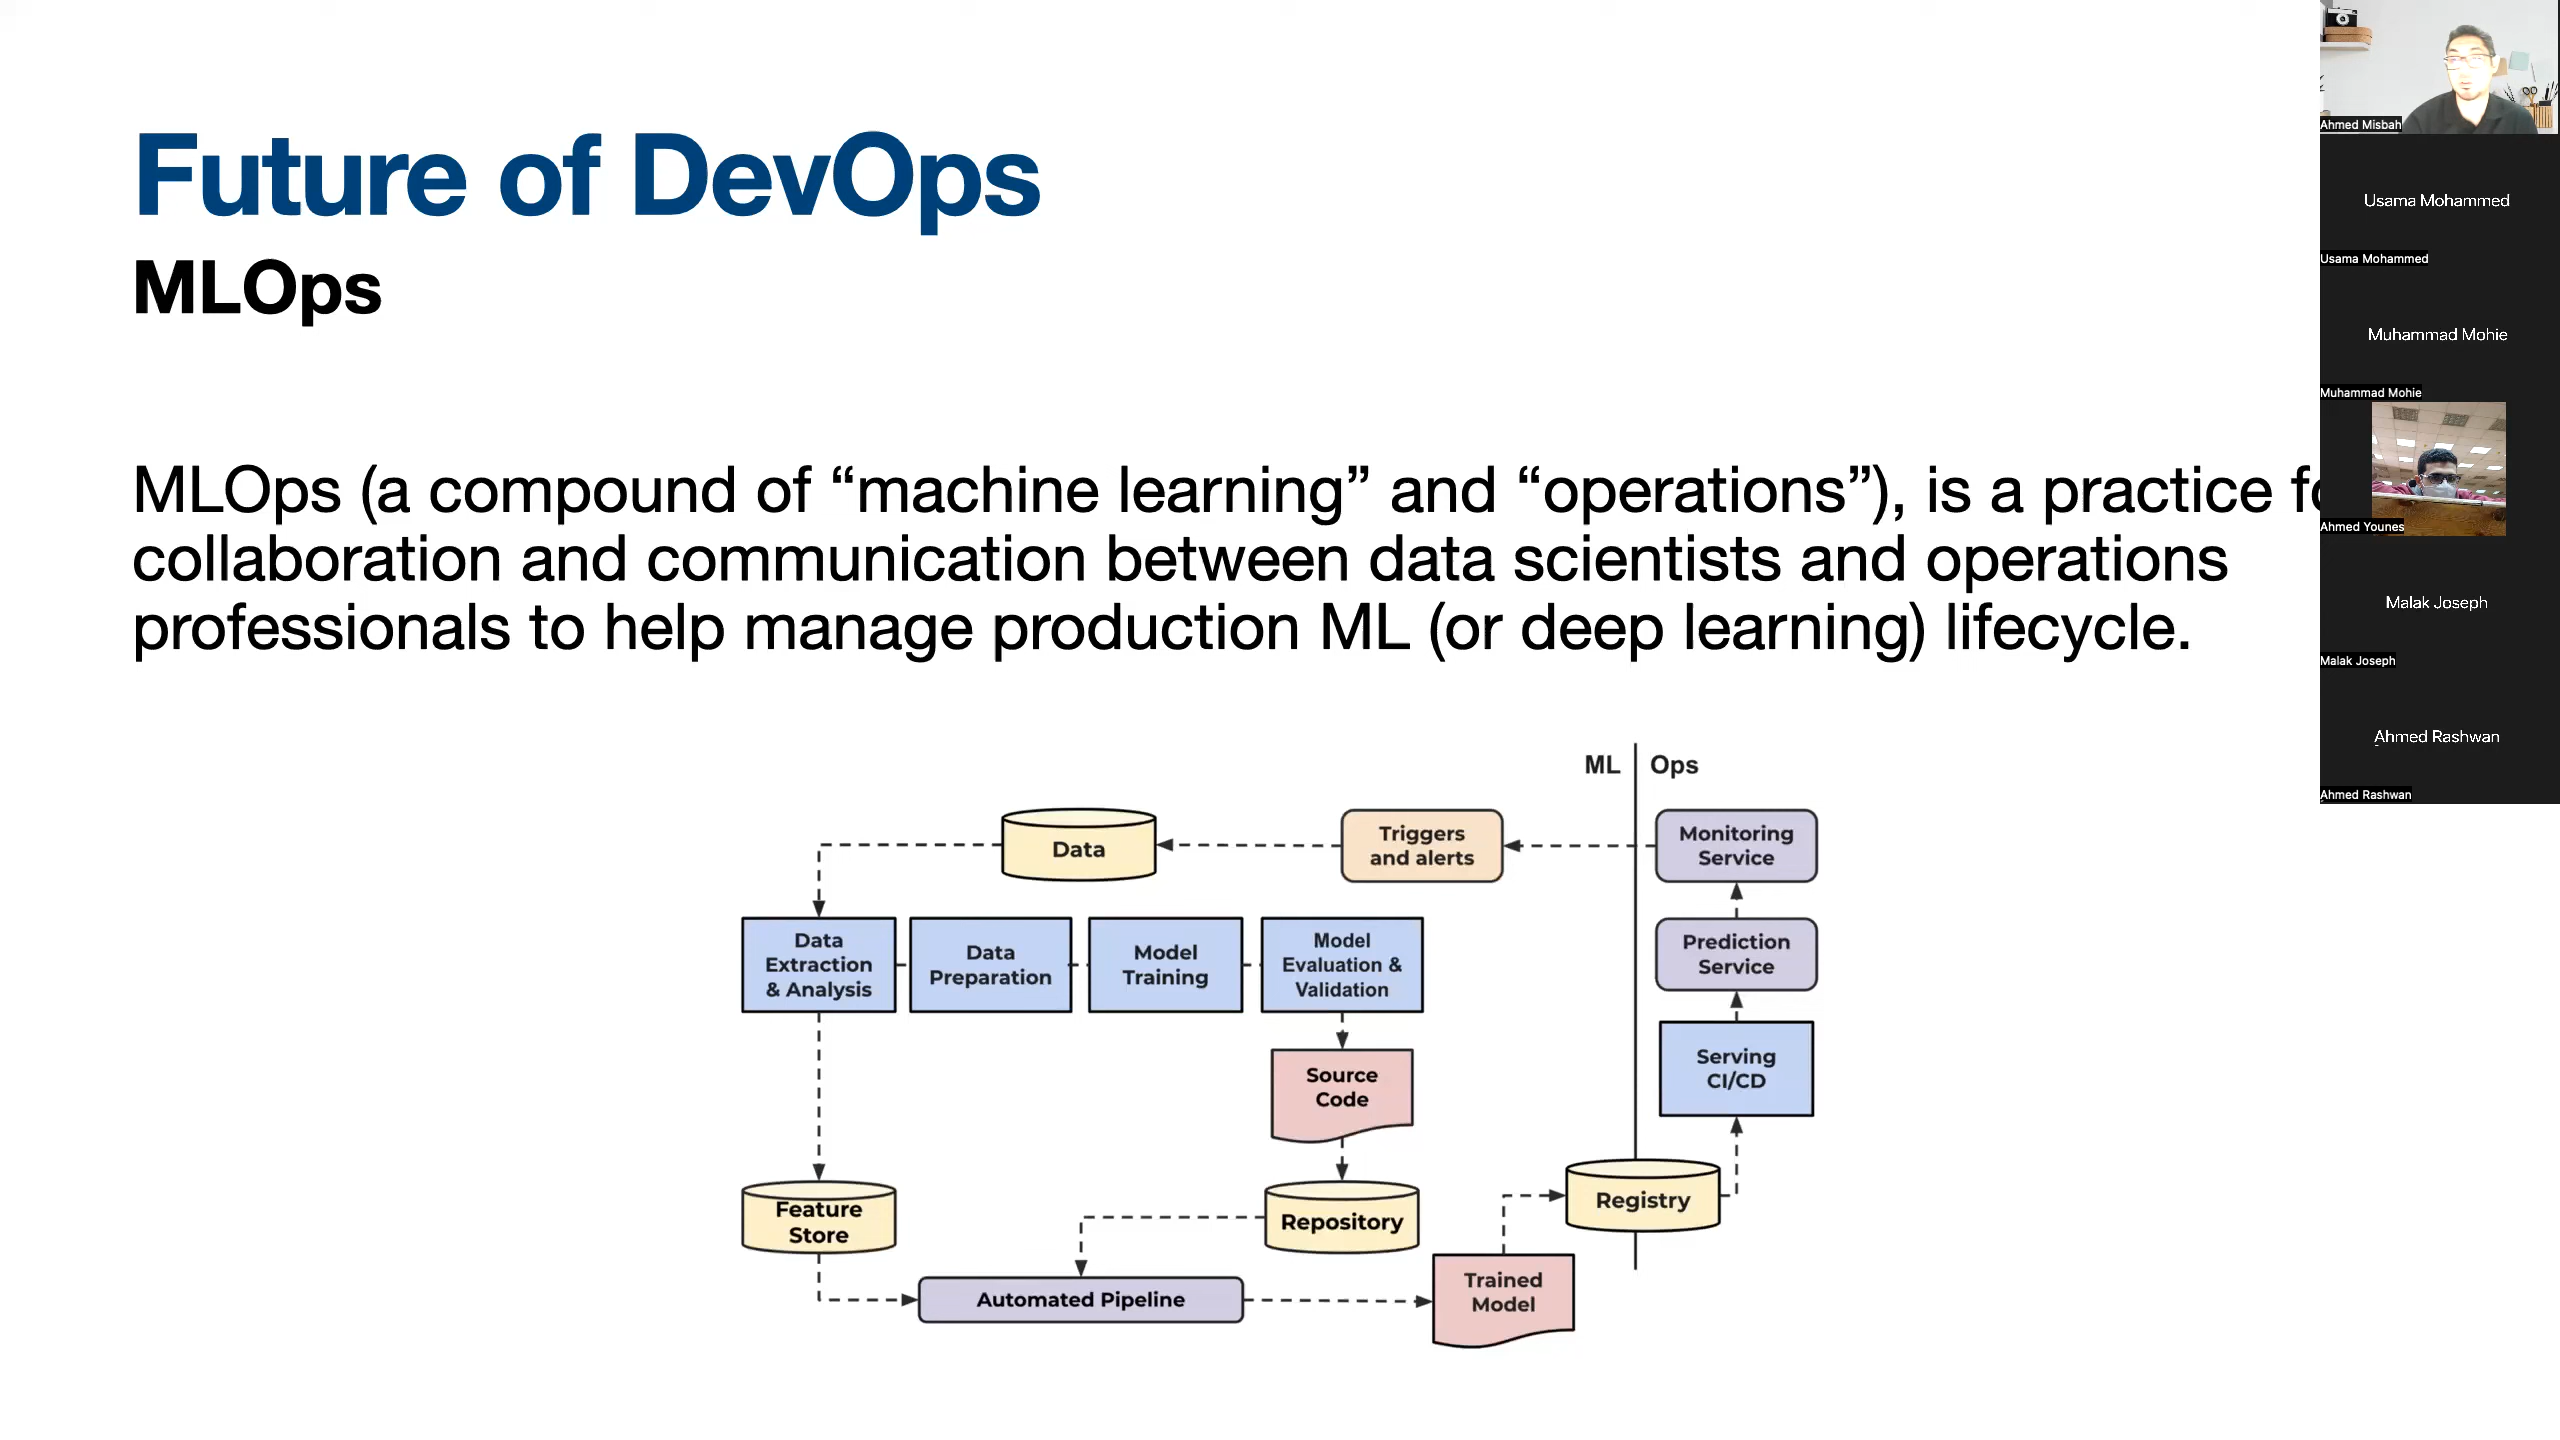 Future of DevOps
MLOps
MLOps (a compound of “machine learning” and “operations”), is a practice
collaboration and communication between data scientists and operations
professionals to help manage production ML (or deep learning) lifecycle.
ML
Ops
Data
Triggers
and alerts
Monitoring
Service
Data
Extraction
& Analysis
Data
Preparation
Model
Training
Model
Evaluation &
Validation
Prediction
Service
Source
Code
Serving
CI/CD
Feature
Store
Repository
Registry
Automated Pipeline
Trained
Model
Ahmed Misbah
Usama Mohammed
Usama Mohammed
Muhammad Mohie
Muhammad Mohie
Ahmed Younes
Malak Joseph
Malak Joseph
Ahmed Rashwan
Ahmed Rashwan